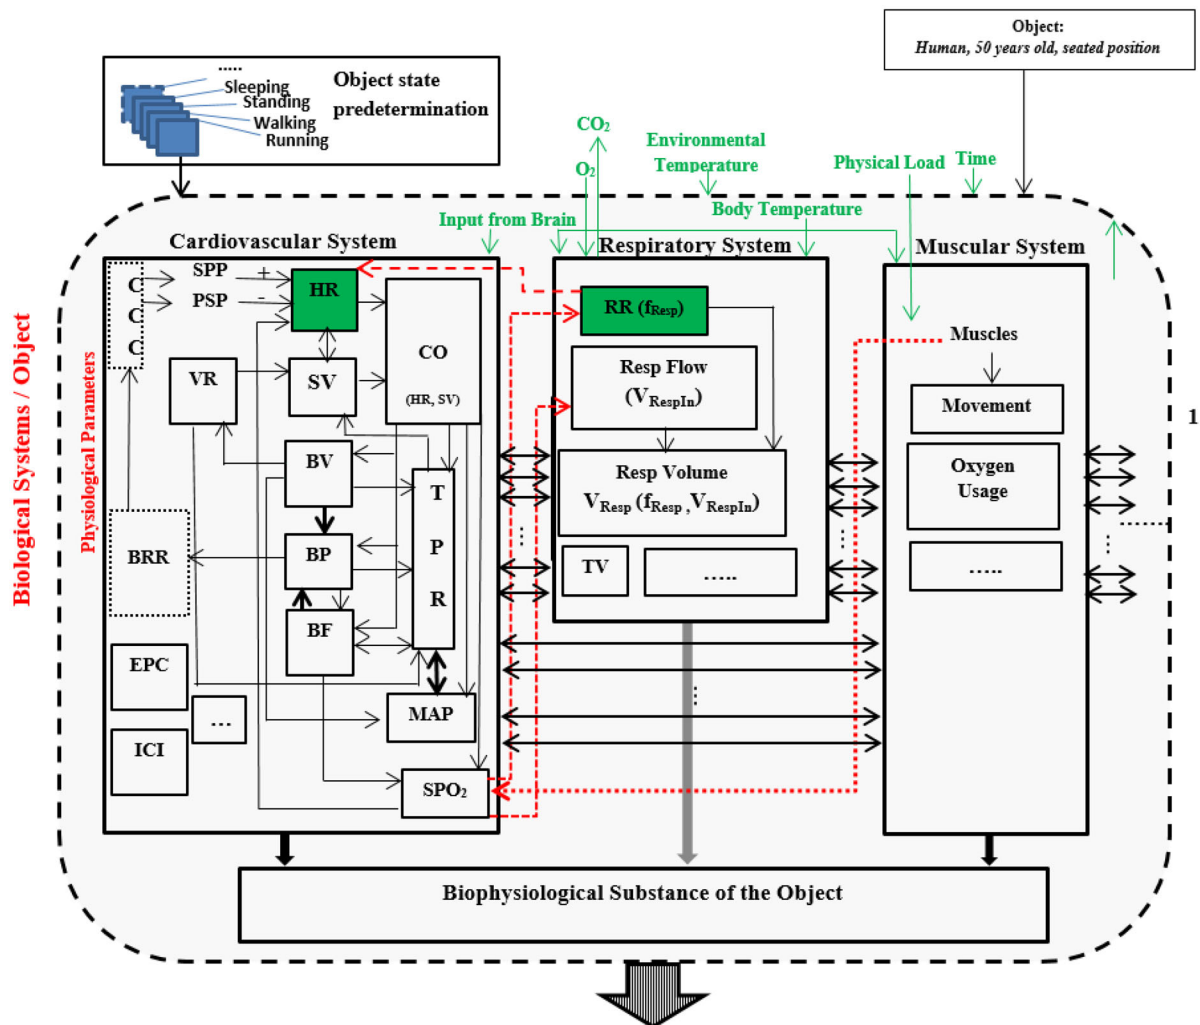 Object:
Human, 50 years old, seated position
.....
Sleeping
Standing
Walking
Running
Object state
predetermination
CO₂
O₂
Environmental
Temperature
Physical Load
Time
Input from Brain
Body Temperature
Cardiovascular System
Respiratory System
Muscular System
Biological Systems / Object
Physiological Parameters
C
C
C
SPP
+
PSP
-
HR
CO
(HR, SV)
VR
SV
BV
T
P
R
BRR
BP
BF
EPC
...
MAP
ICI
SPO₂
RR (fResp)
Resp Flow
(VRespIn)
Resp Volume
VResp (fResp ,VRespIn)
TV
.....
...
...
Muscles
Movement
Oxygen
Usage
.....
...
...
1
Biophysiological Substance of the Object